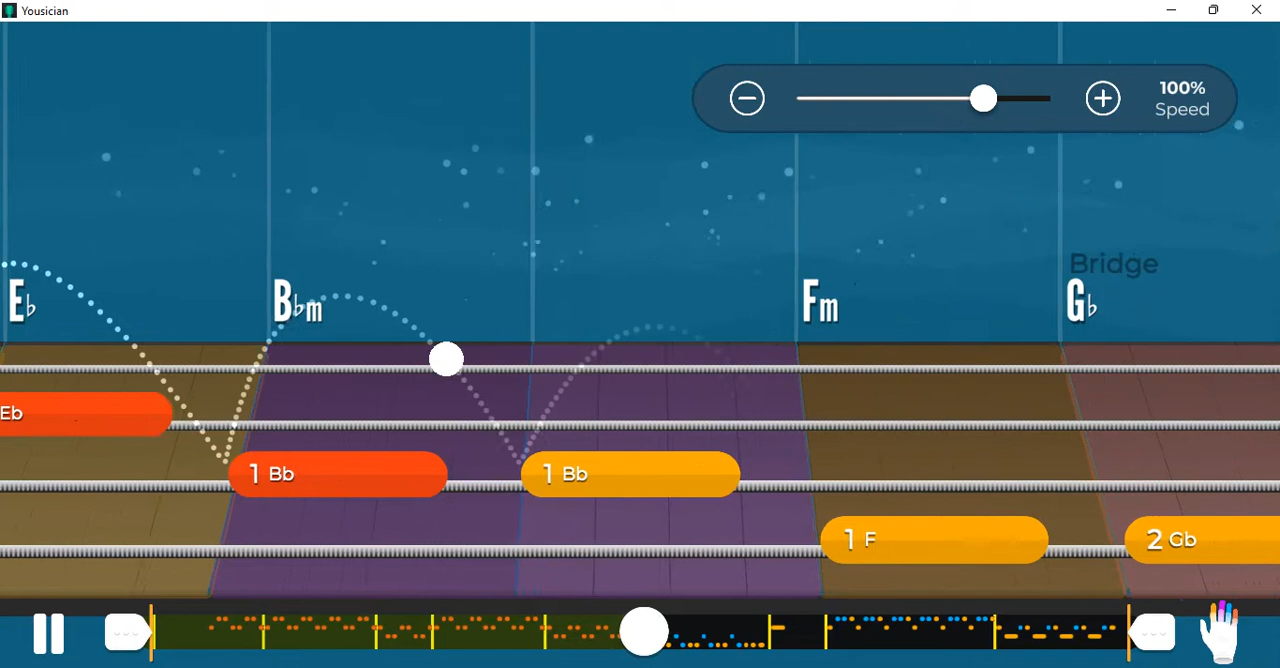 Yousician
100%
Speed
Bridge
E♭
B♭m
Fm
G♭
Eb
1 Bb
1 Bb
1 F
2 Gb